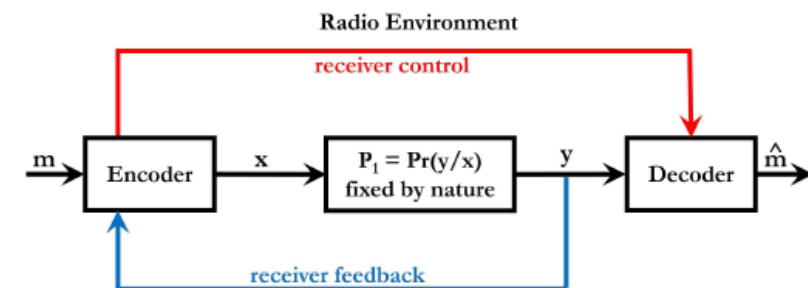 Radio Environment
receiver control
m
Encoder
x
P₁ = Pr(y/x)
fixed by nature
y
Decoder
m̂
receiver feedback